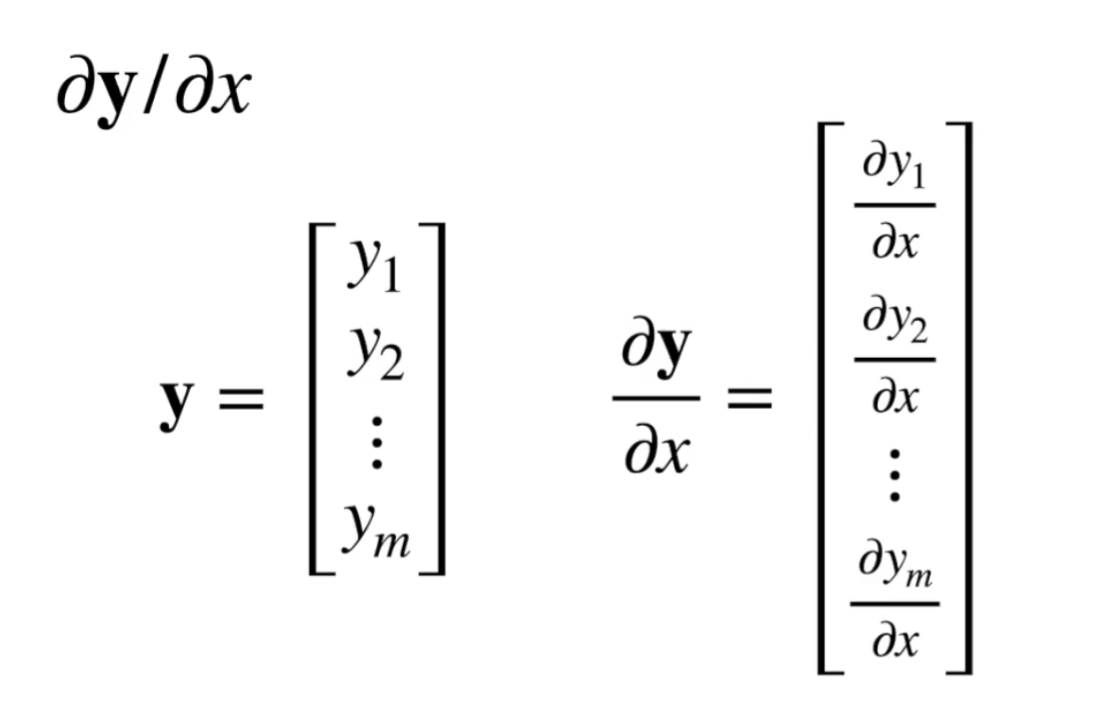 ∂𝐲/∂x
𝐲 = [ y₁ y₂ ⋮ yₘ ]
∂𝐲/∂x = [ ∂y₁/∂x ∂y₂/∂x ⋮ ∂yₘ/∂x ]